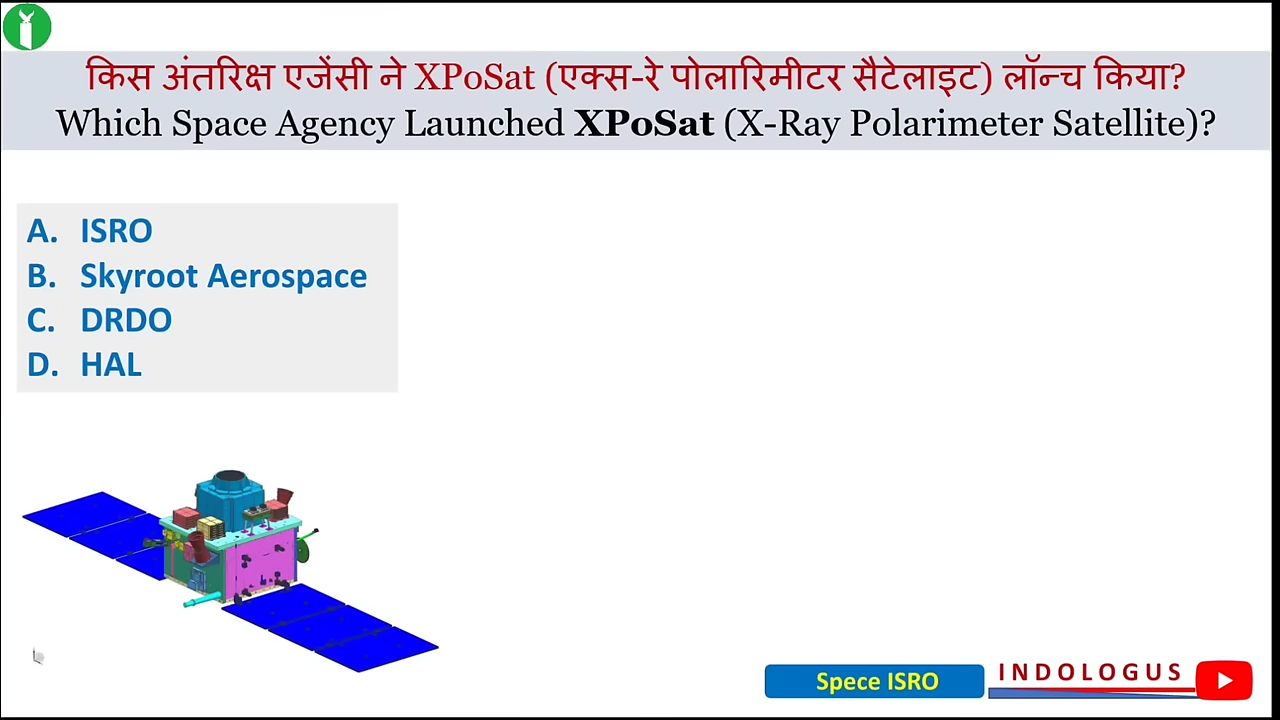 किस अंतरिक्ष एजेंसी ने XPoSat (एक्स-रे पोलारिमीटर सैटेलाइट) लॉन्च किया?
Which Space Agency Launched XPoSat (X-Ray Polarimeter Satellite)?
A. ISRO
B. Skyroot Aerospace
C. DRDO
D. HAL
Spece ISRO
INDOLOGUS